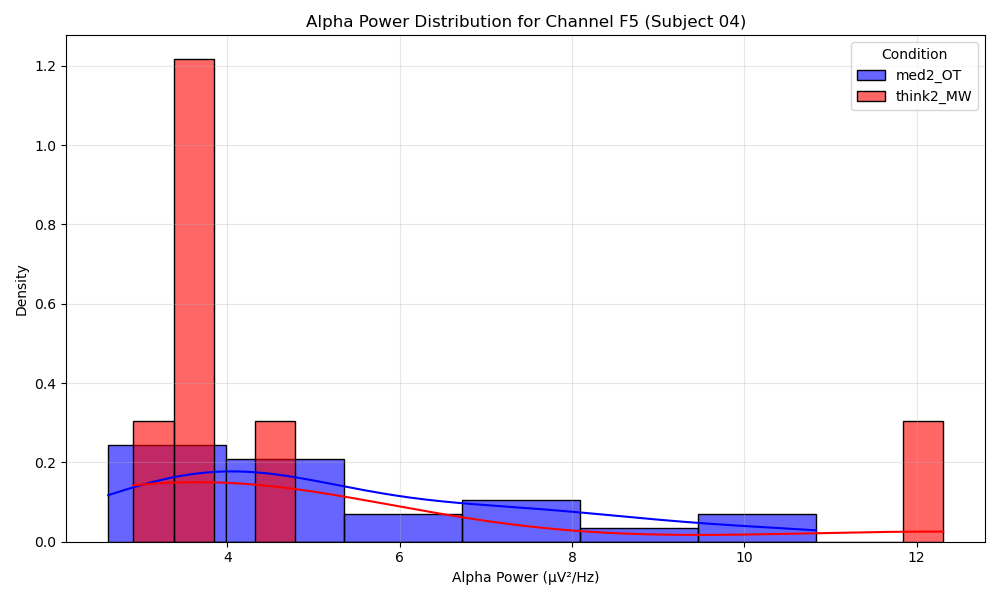 Alpha Power Distribution for Channel F5 (Subject 04)
Condition
med2_OT
think2_MW
Density
1.2
1.0
0.8
0.6
0.4
0.2
0.0
4 6 8 10 12
Alpha Power (μV²/Hz)